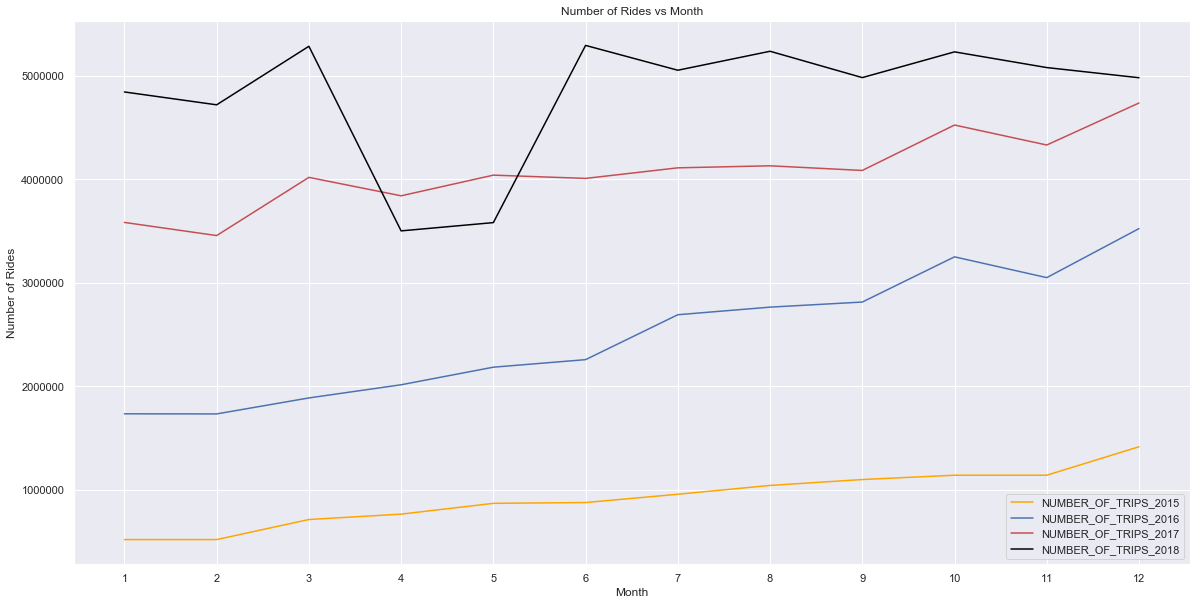 Number of Rides vs Month
Number of Rides
5000000
4000000
3000000
2000000
1000000
1 2 3 4 5 6 7 8 9 10 11 12
Month
NUMBER_OF_TRIPS_2015
NUMBER_OF_TRIPS_2016
NUMBER_OF_TRIPS_2017
NUMBER_OF_TRIPS_2018